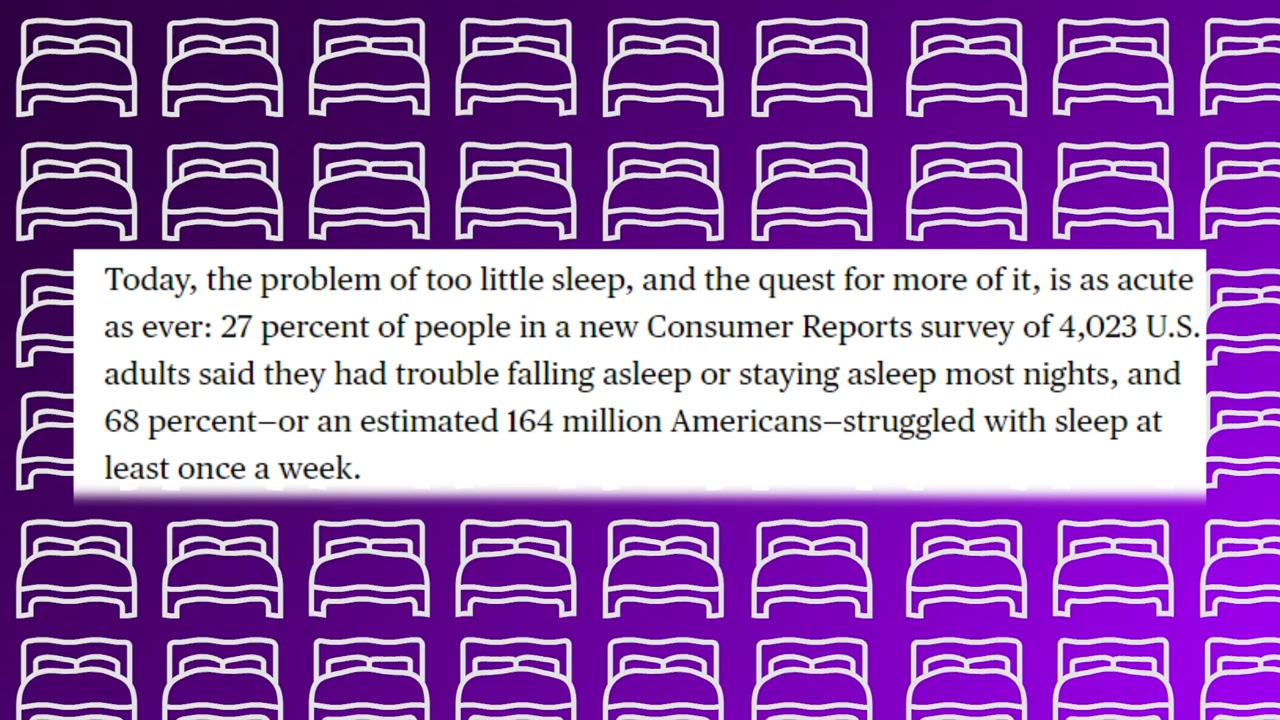 Today, the problem of too little sleep, and the quest for more of it, is as acute
as ever: 27 percent of people in a new Consumer Reports survey of 4,023 U.S.
adults said they had trouble falling asleep or staying asleep most nights, and
68 percent—or an estimated 164 million Americans—struggled with sleep at
least once a week.